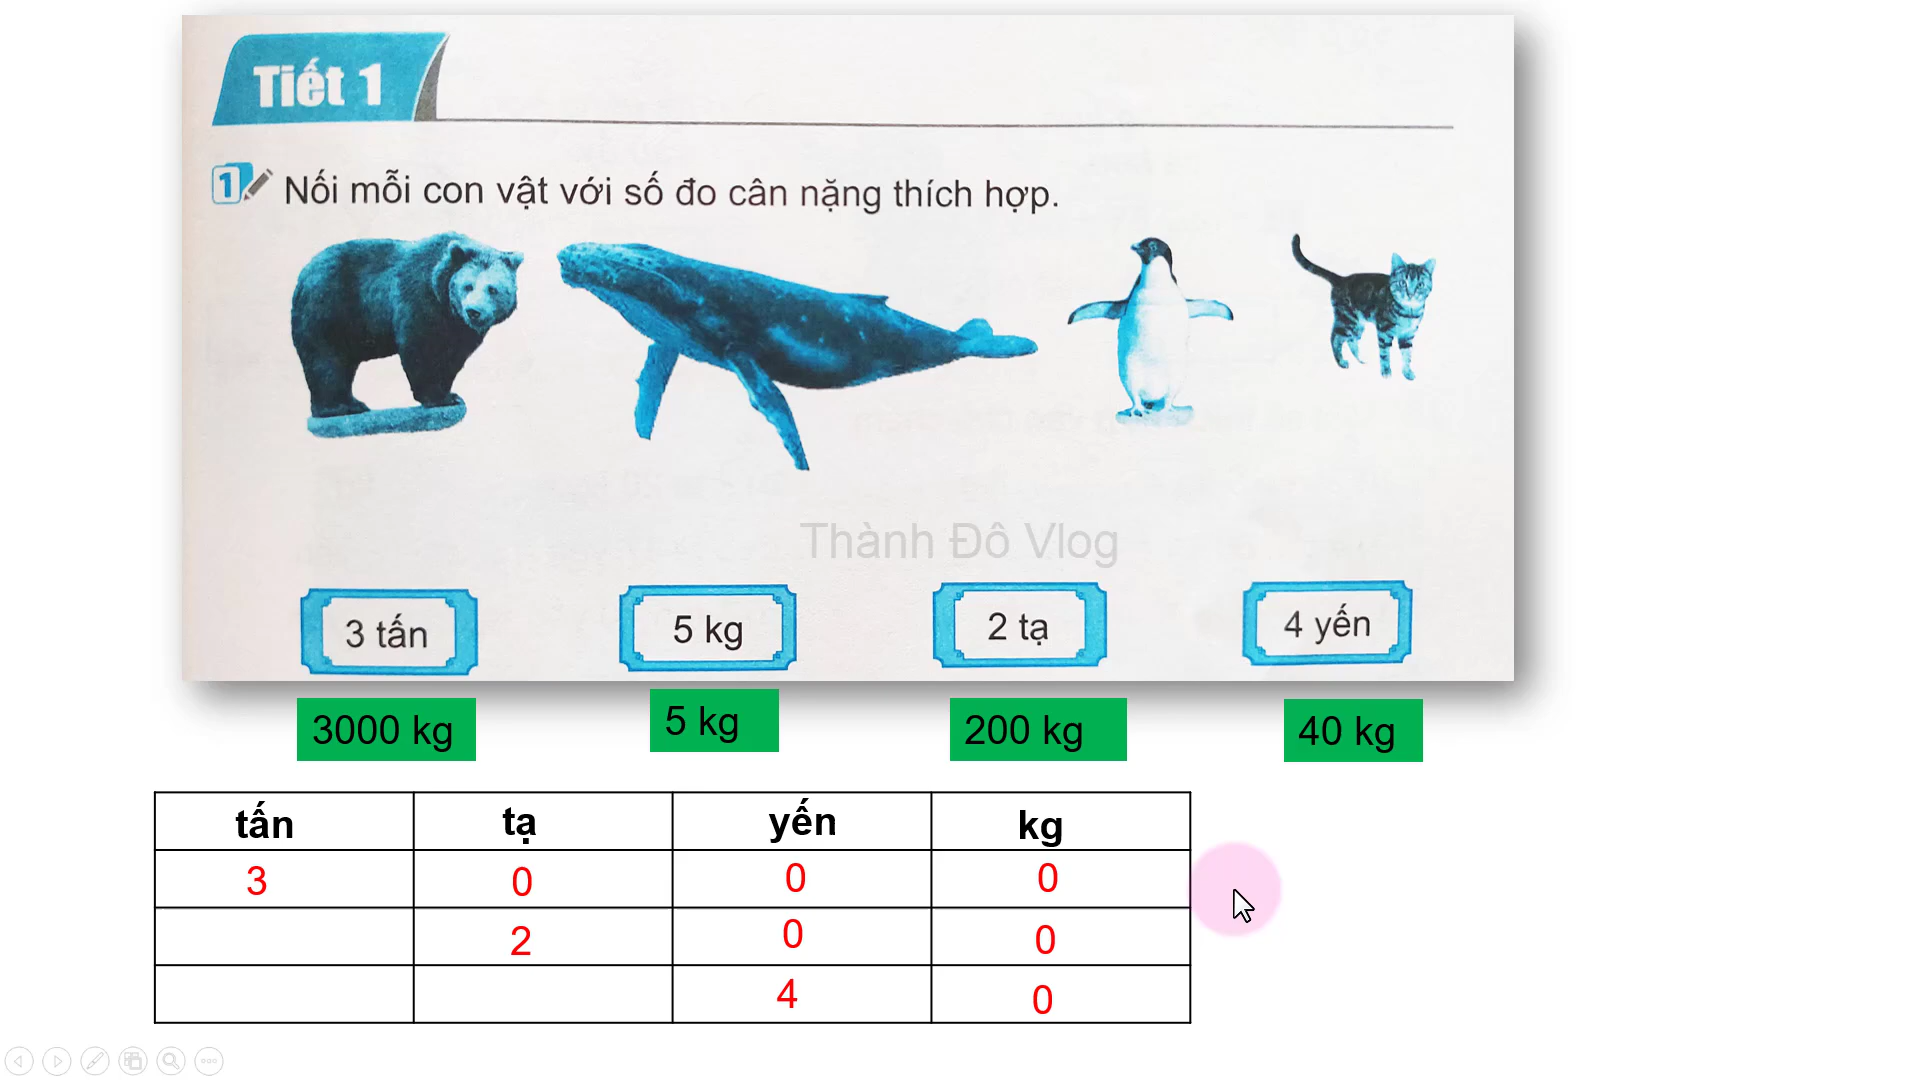 Tiết 1
1 Nối mỗi con vật với số đo cân nặng thích hợp.
Thành Đô Vlog
3 tấn 5 kg 2 tạ 4 yến
3000 kg 5 kg 200 kg 40 kg
tấn tạ yến kg
3 0 0 0
2 0 0
4 0